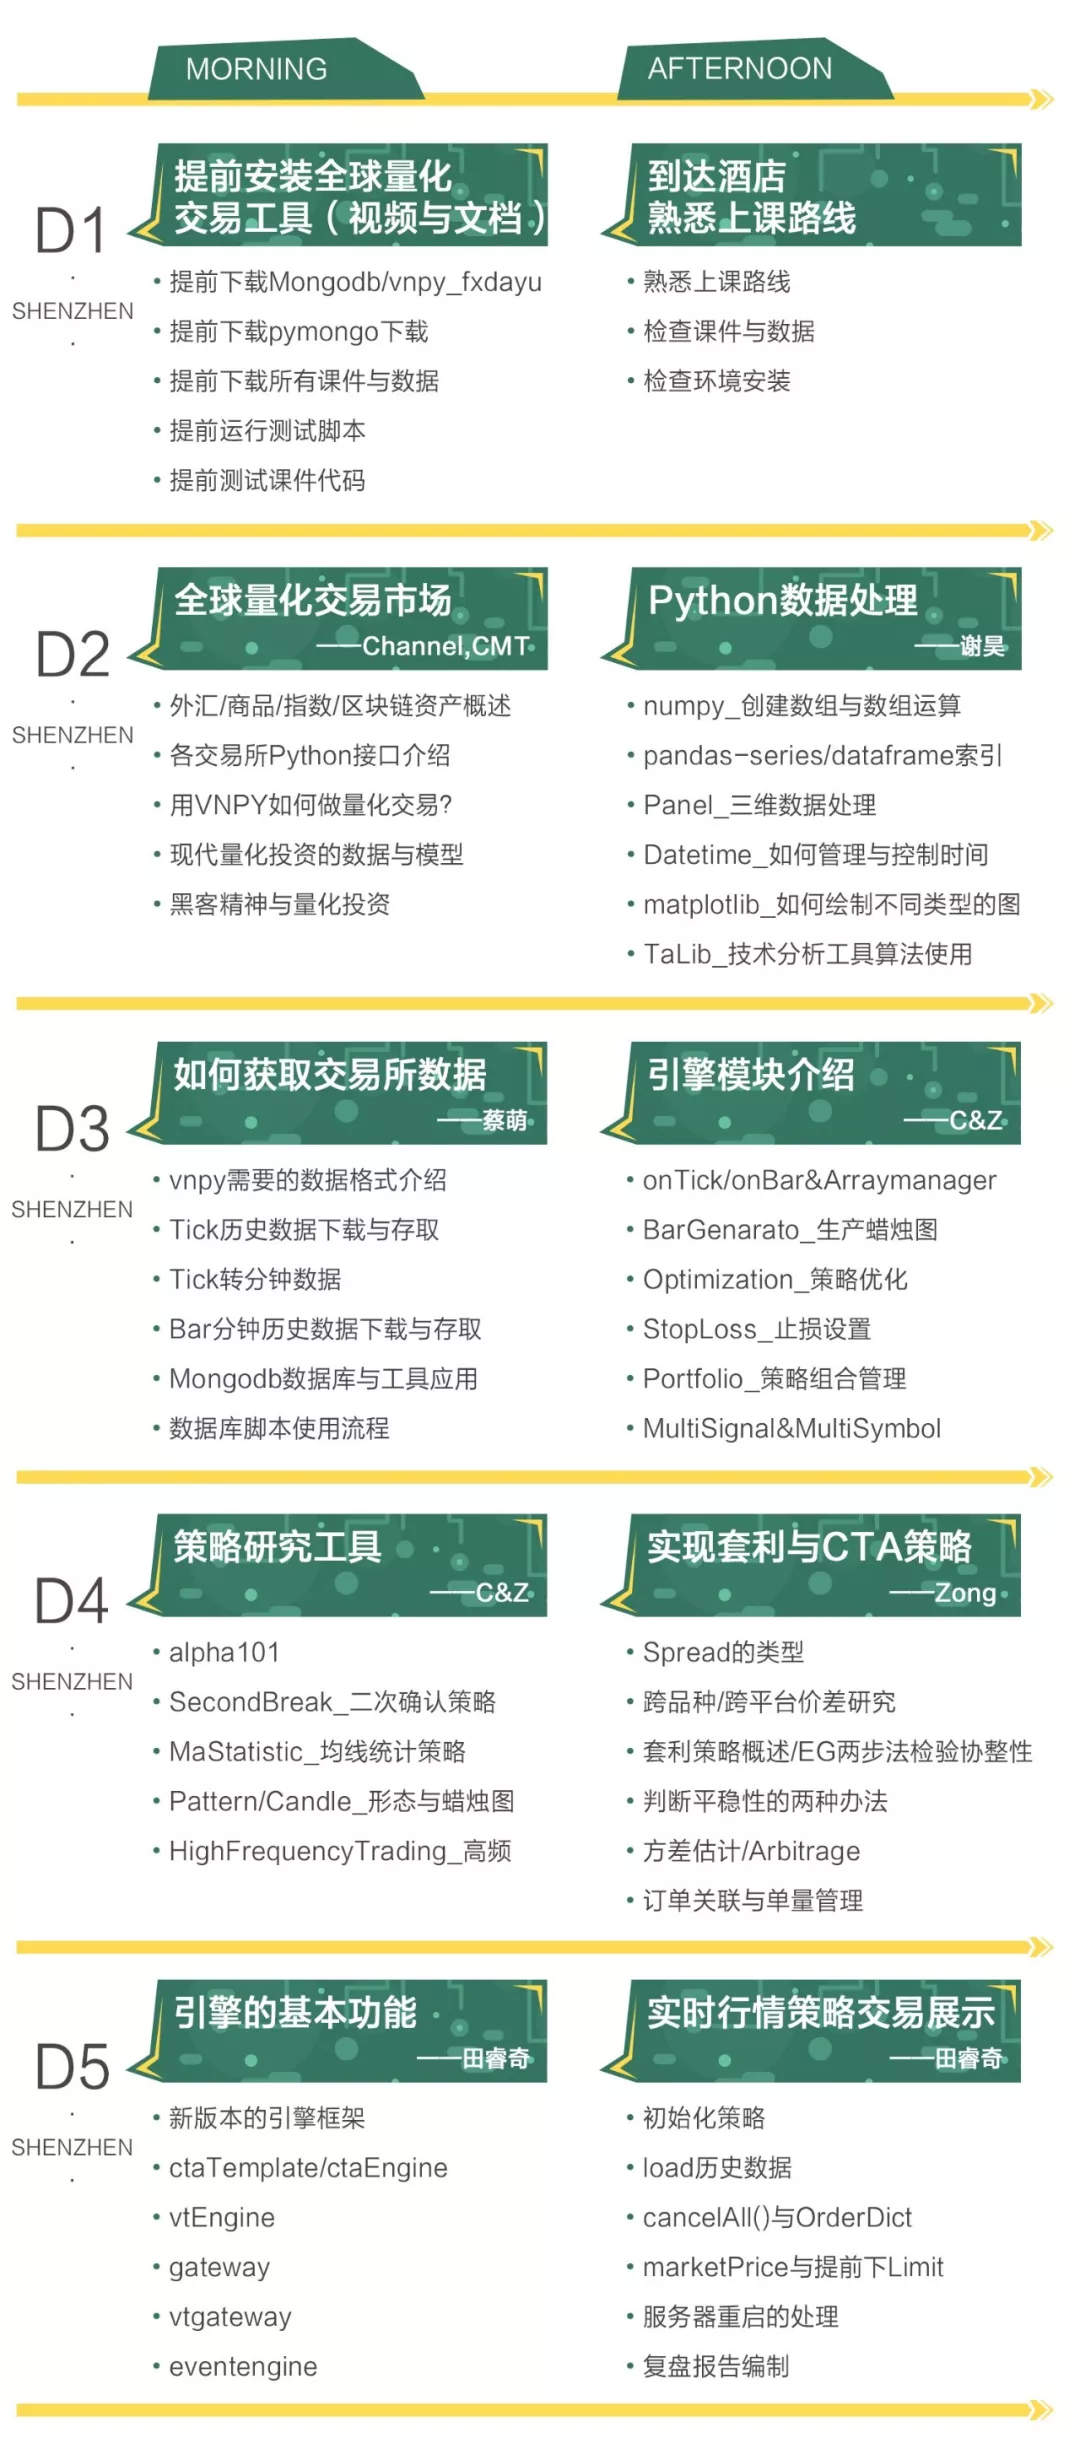 MORNING
AFTERNOON
D1
SHENZHEN
提前安装全球量化
交易工具（视频与文档）
• 提前下载Mongodb/vnpy_fxdayu
• 提前下载pymongo下载
• 提前下载所有课件与数据
• 提前运行测试脚本
• 提前测试课件代码
到达酒店
熟悉上课路线
• 熟悉上课路线
• 检查课件与数据
• 检查环境安装
D2
SHENZHEN
全球量化交易市场
——Channel,CMT
• 外汇/商品/指数/区块链资产概述
• 各交易所Python接口介绍
• 用VNPY如何做量化交易?
• 现代量化投资的数据与模型
• 黑客精神与量化投资
Python数据处理
——谢昊
• numpy_创建数组与数组运算
• pandas-series/dataframe索引
• Panel_三维数据处理
• Datetime_如何管理与控制时间
• matplotlib_如何绘制不同类型的图
• TaLib_技术分析工具算法使用
D3
SHENZHEN
如何获取交易所数据
——蔡萌
• vnpy需要的数据格式介绍
• Tick历史数据下载与存取
• Tick转分钟数据
• Bar分钟历史数据下载与存取
• Mongodb数据库与工具应用
• 数据库脚本使用流程
引擎模块介绍
——C&Z
• onTick/onBar&Arraymanager
• BarGenarato_生产蜡烛图
• Optimization_策略优化
• StopLoss_止损设置
• Portfolio_策略组合管理
• MultiSignal&MultiSymbol
D4
SHENZHEN
策略研究工具
——C&Z
• alpha101
• SecondBreak_二次确认策略
• MaStatistic_均线统计策略
• Pattern/Candle_形态与蜡烛图
• HighFrequencyTrading_高频
实现套利与CTA策略
——Zong
• Spread的类型
• 跨品种/跨平台价差研究
• 套利策略概述/EG两步法检验协整性
• 判断平稳性的两种办法
• 方差估计/Arbitrage
• 订单关联与单量管理
D5
SHENZHEN
引擎的基本功能
——田睿奇
• 新版本的引擎框架
• ctaTemplate/ctaEngine
• vtEngine
• gateway
• vtgateway
• eventengine
实时行情策略交易展示
——田睿奇
• 初始化策略
• load历史数据
• cancelAll()与OrderDict
• marketPrice与提前下Limit
• 服务器重启的处理
• 复盘报告编制